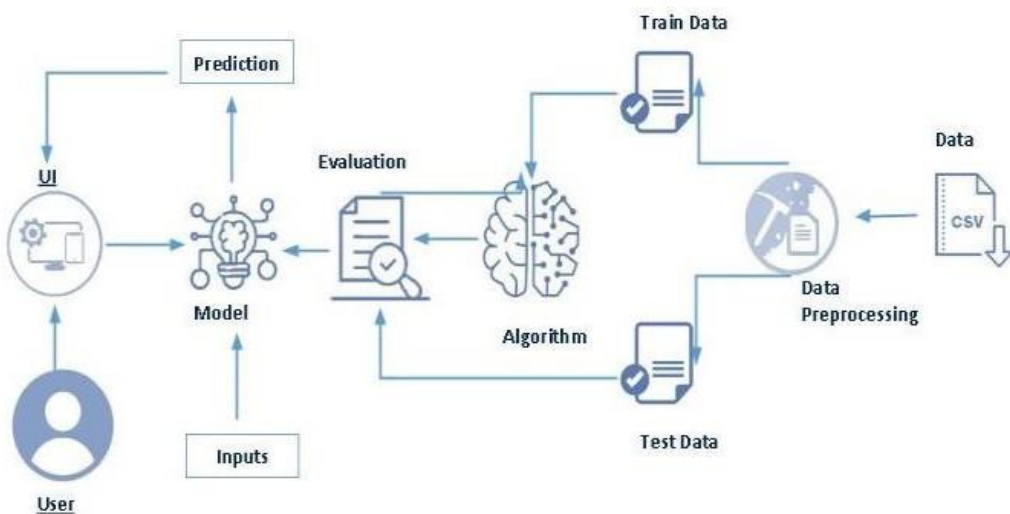 Train Data
Prediction
Data
Evaluation
UI
CSV
Model
Data
Preprocessing
Algorithm
Test Data
Inputs
User